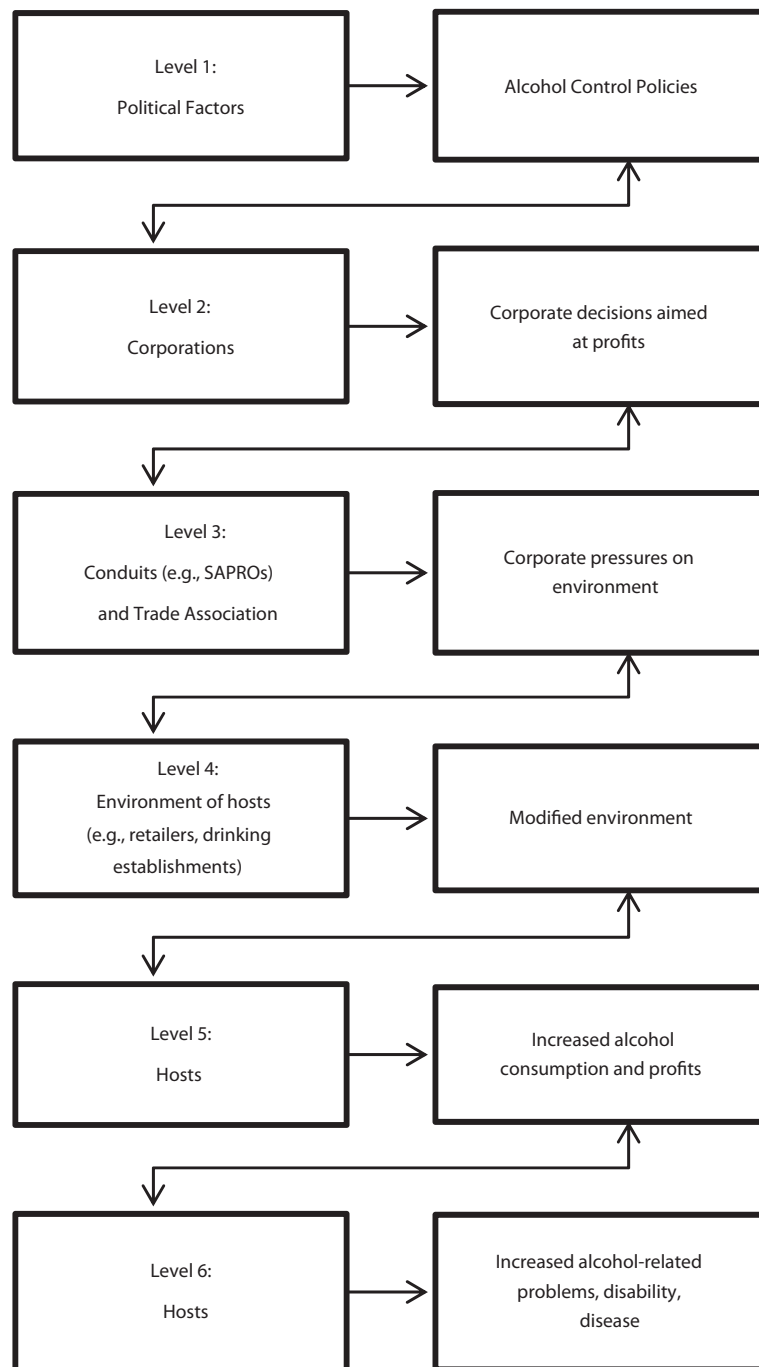 Level 1:
Political Factors
Alcohol Control Policies
Level 2:
Corporations
Corporate decisions aimed
at profits
Level 3:
Conduits (e.g., SAPROs)
and Trade Association
Corporate pressures on
environment
Level 4:
Environment of hosts
(e.g., retailers, drinking
establishments)
Modified environment
Level 5:
Hosts
Increased alcohol
consumption and profits
Level 6:
Hosts
Increased alcohol-related
problems, disability,
disease